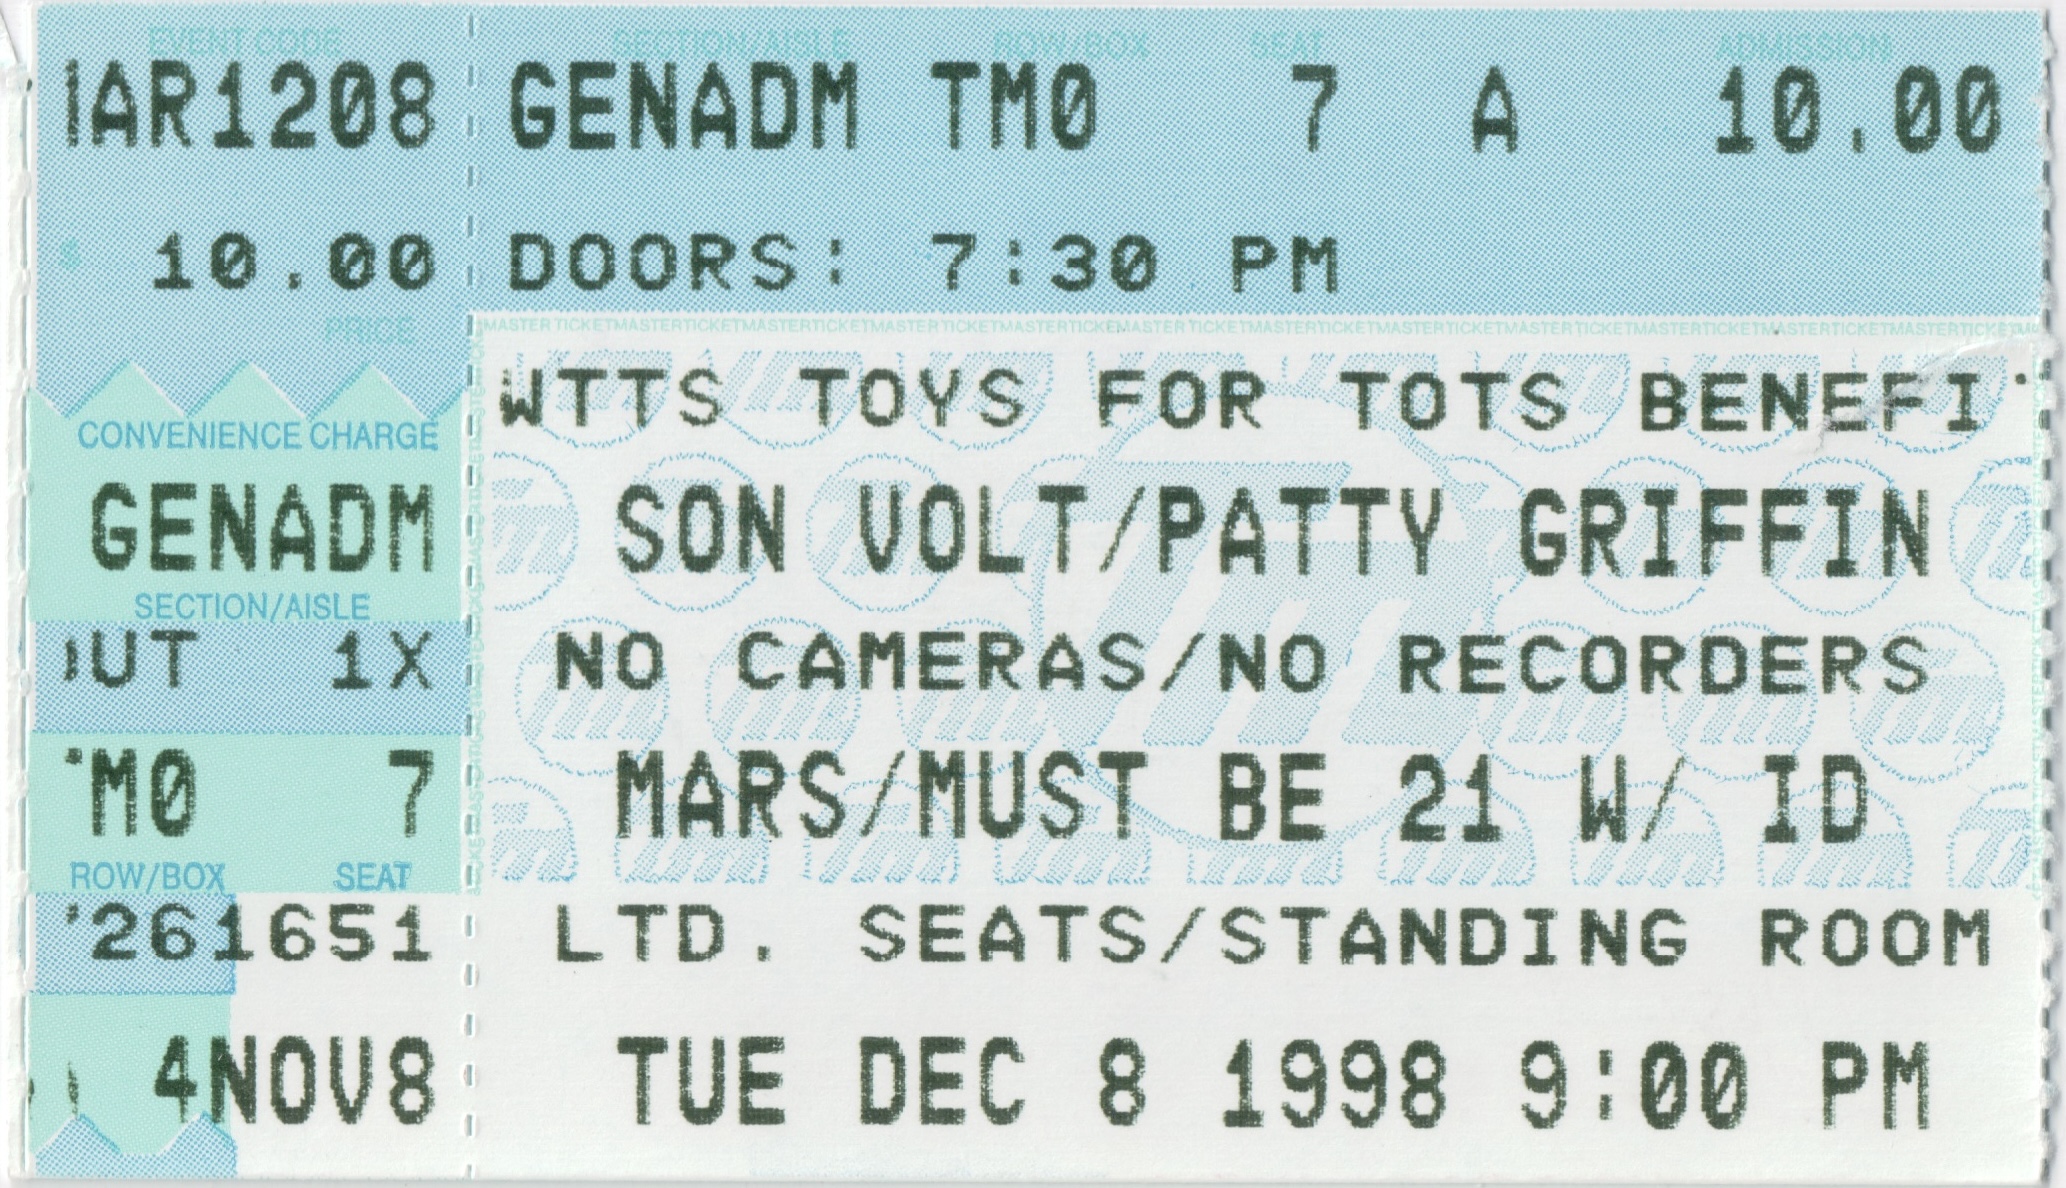 EVENT CODE SECTION/AISLE ROW/BOX SEAT ADMISSION
AR1208 GENADM TM0 7 A 10.00
$ 10.00 DOORS: 7:30 PM
PRICE
MASTERTICKETMASTERTICKETMASTERTICKETMASTERTICKETMASTERTICKETMASTERTICKETMASTERTICKETMASTERTICKETMASTERTICKETMASTERTICKETMASTERTICKETMASTERTICKET
WTTS TOYS FOR TOTS BENEFI
CONVENIENCE CHARGE
GENADM SON VOLT/PATTY GRIFFIN
SECTION/AISLE
UT 1X NO CAMERAS/NO RECORDERS
M0 7 MARS/MUST BE 21 W/ ID
ROW/BOX SEAT
261651 LTD. SEATS/STANDING ROOM
4NOV8 TUE DEC 8 1998 9:00 PM